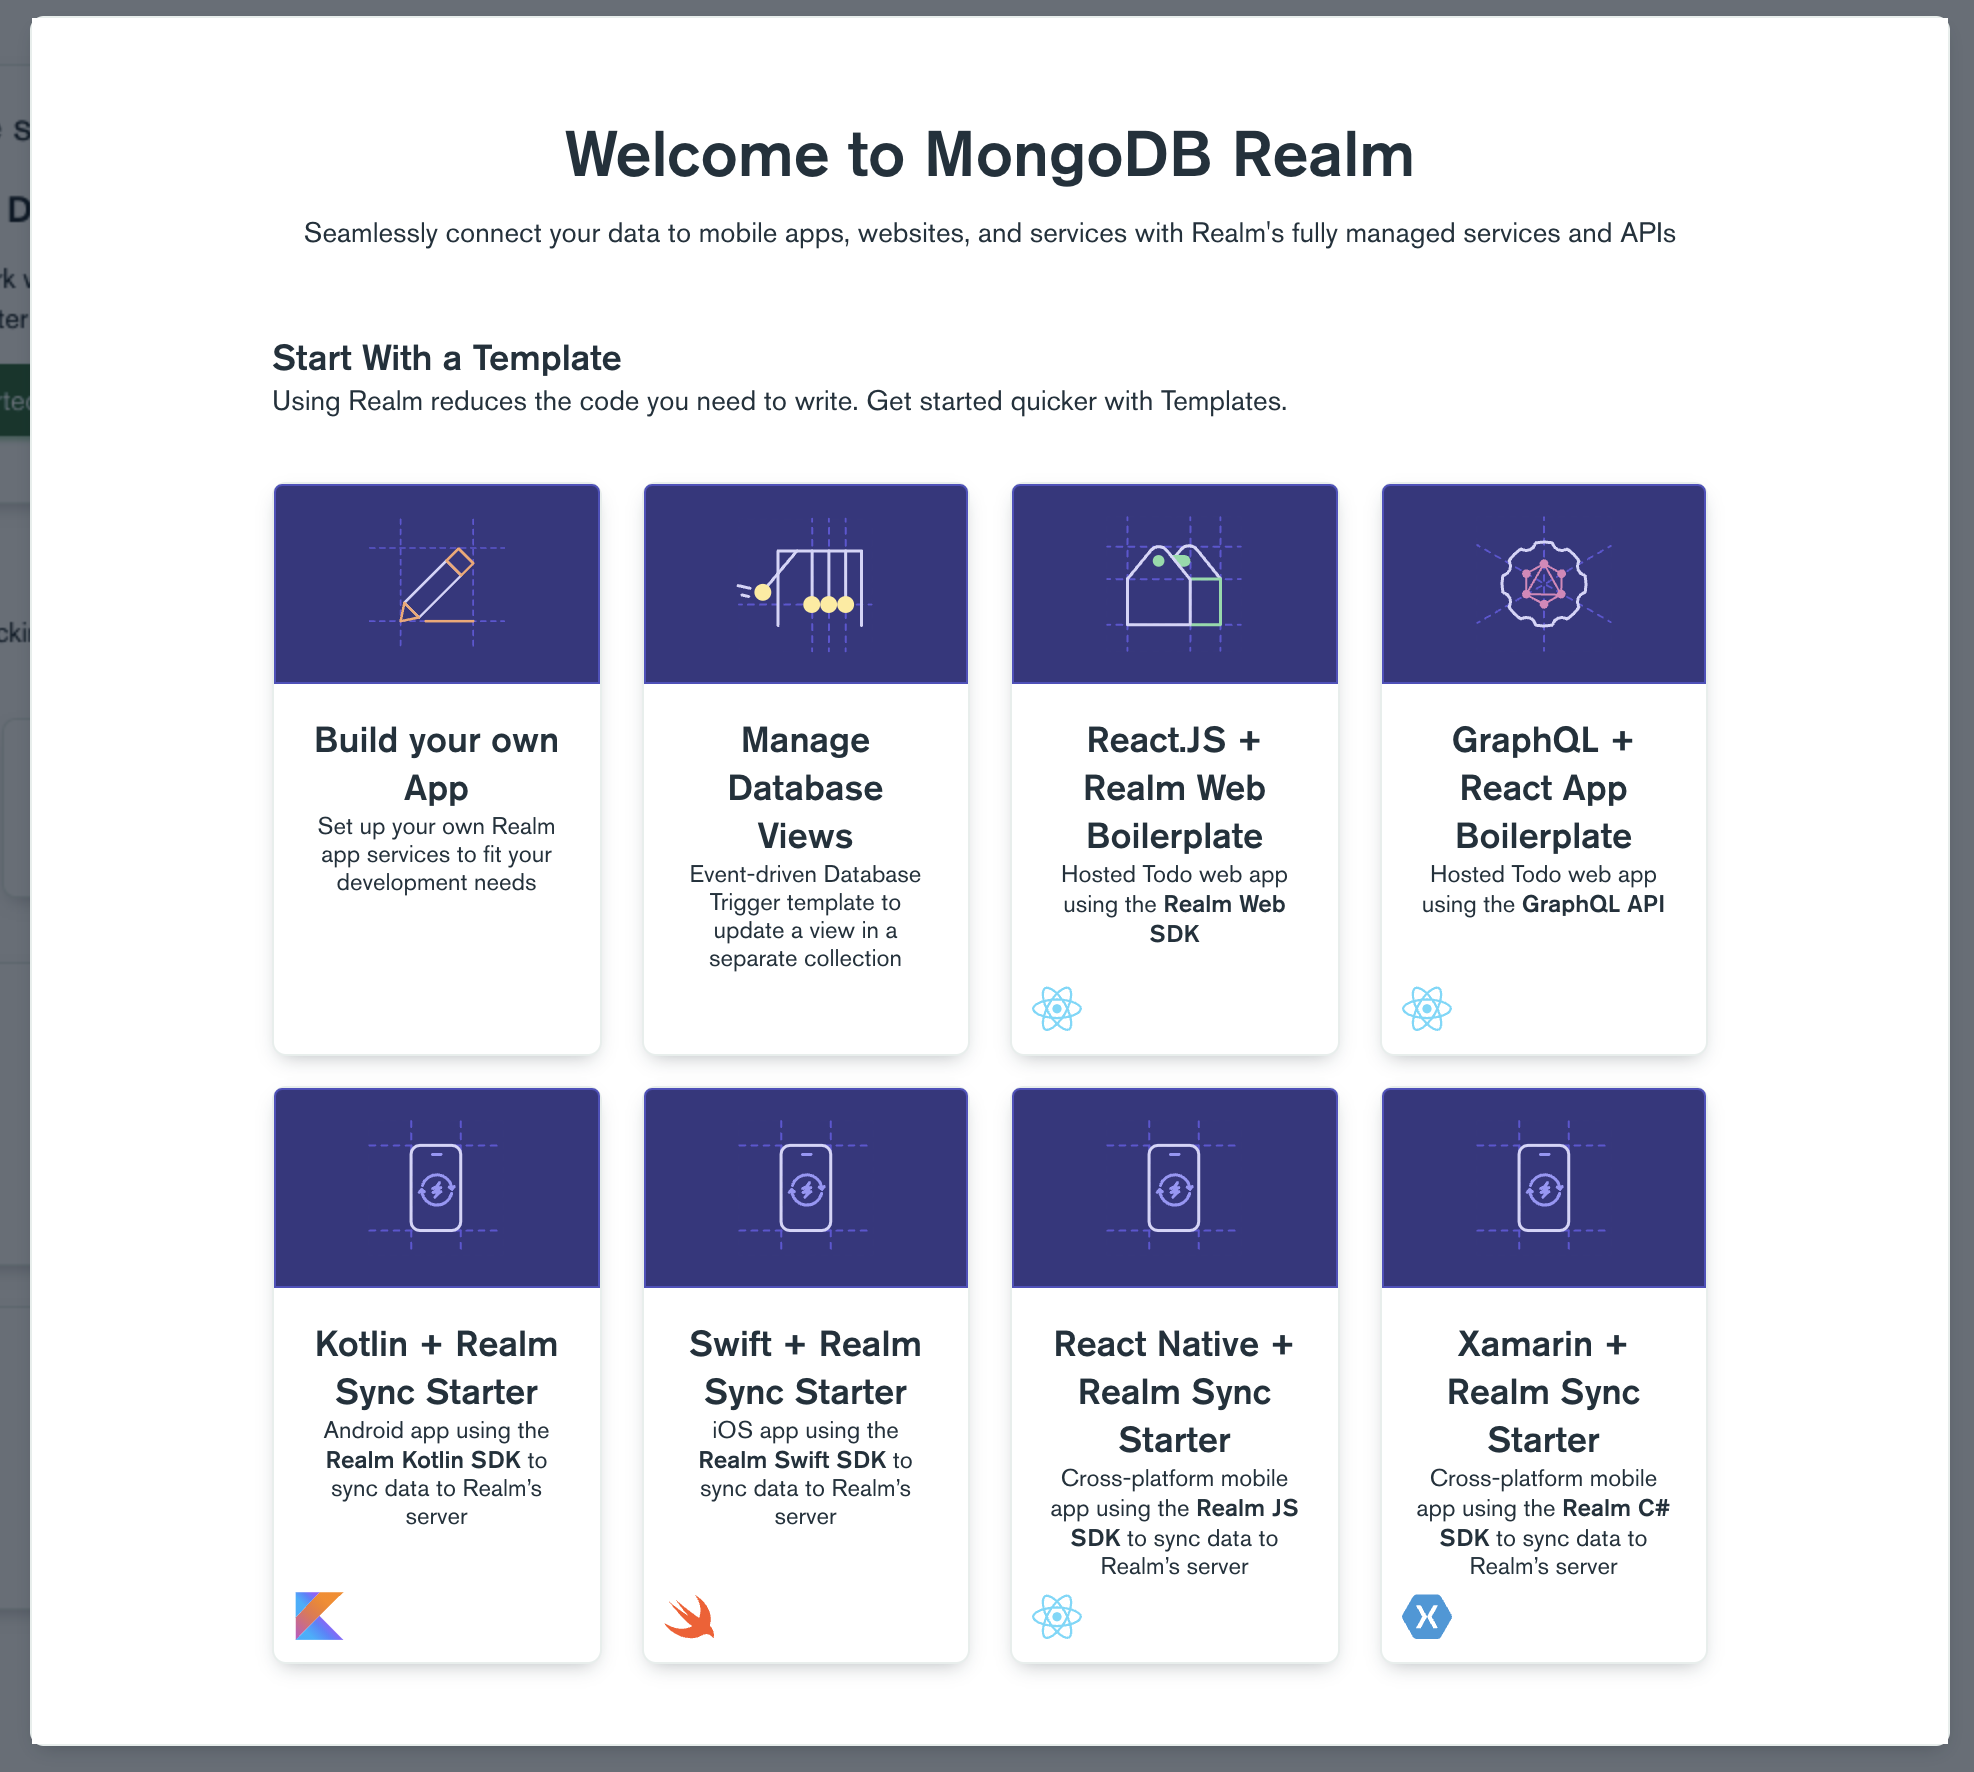 Welcome to MongoDB Realm
Seamlessly connect your data to mobile apps, websites, and services with Realm's fully managed services and APIs
Start With a Template
Using Realm reduces the code you need to write. Get started quicker with Templates.
Build your own
App
Set up your own Realm
app services to fit your
development needs
Manage
Database
Views
Event-driven Database
Trigger template to
update a view in a
separate collection
React.JS +
Realm Web
Boilerplate
Hosted Todo web app
using the Realm Web
SDK
GraphQL +
React App
Boilerplate
Hosted Todo web app
using the GraphQL API
Kotlin + Realm
Sync Starter
Android app using the
Realm Kotlin SDK to
sync data to Realm’s
server
Swift + Realm
Sync Starter
iOS app using the
Realm Swift SDK to
sync data to Realm’s
server
React Native +
Realm Sync
Starter
Cross-platform mobile
app using the Realm JS
SDK to sync data to
Realm’s server
Xamarin +
Realm Sync
Starter
Cross-platform mobile
app using the Realm C#
SDK to sync data to
Realm’s server